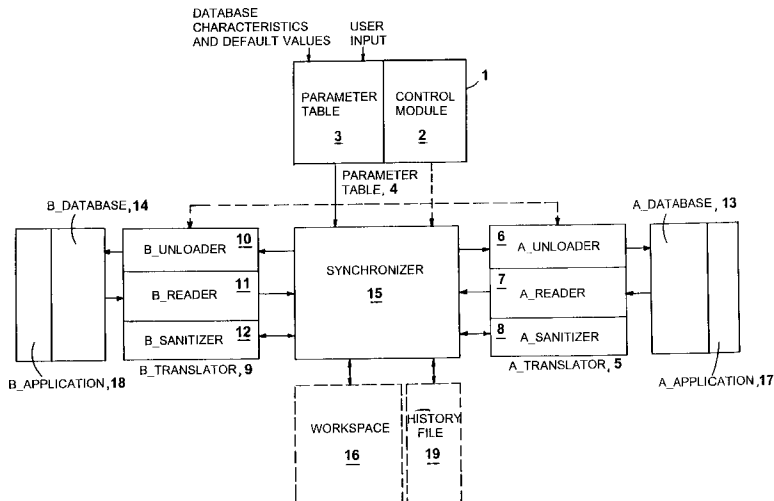 DATABASE
CHARACTERISTICS
AND DEFAULT VALUES
USER
INPUT
1
PARAMETER
TABLE
3
CONTROL
MODULE
2
PARAMETER
TABLE, 4
B_DATABASE, 14
A_DATABASE, 13
B_UNLOADER 10
B_READER 11
B_SANITIZER 12
SYNCHRONIZER
15
6 A_UNLOADER
7 A_READER
8 A_SANITIZER
B_APPLICATION, 18
B_TRANSLATOR, 9
A_TRANSLATOR, 5
A_APPLICATION, 17
WORKSPACE
16
HISTORY
FILE
19